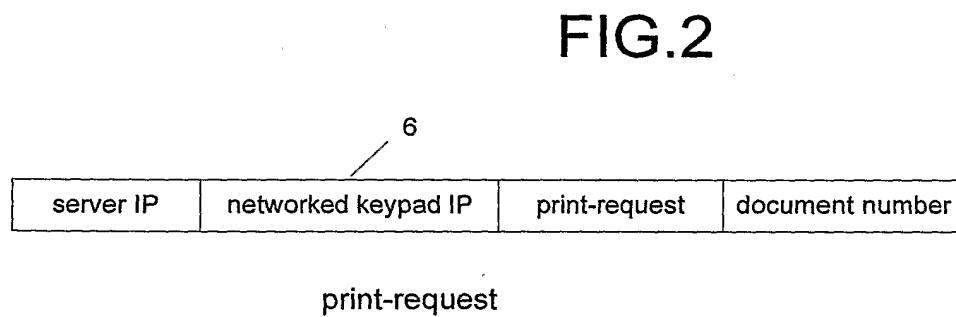 FIG.2
6
server IP networked keypad IP print-request document number
print-request